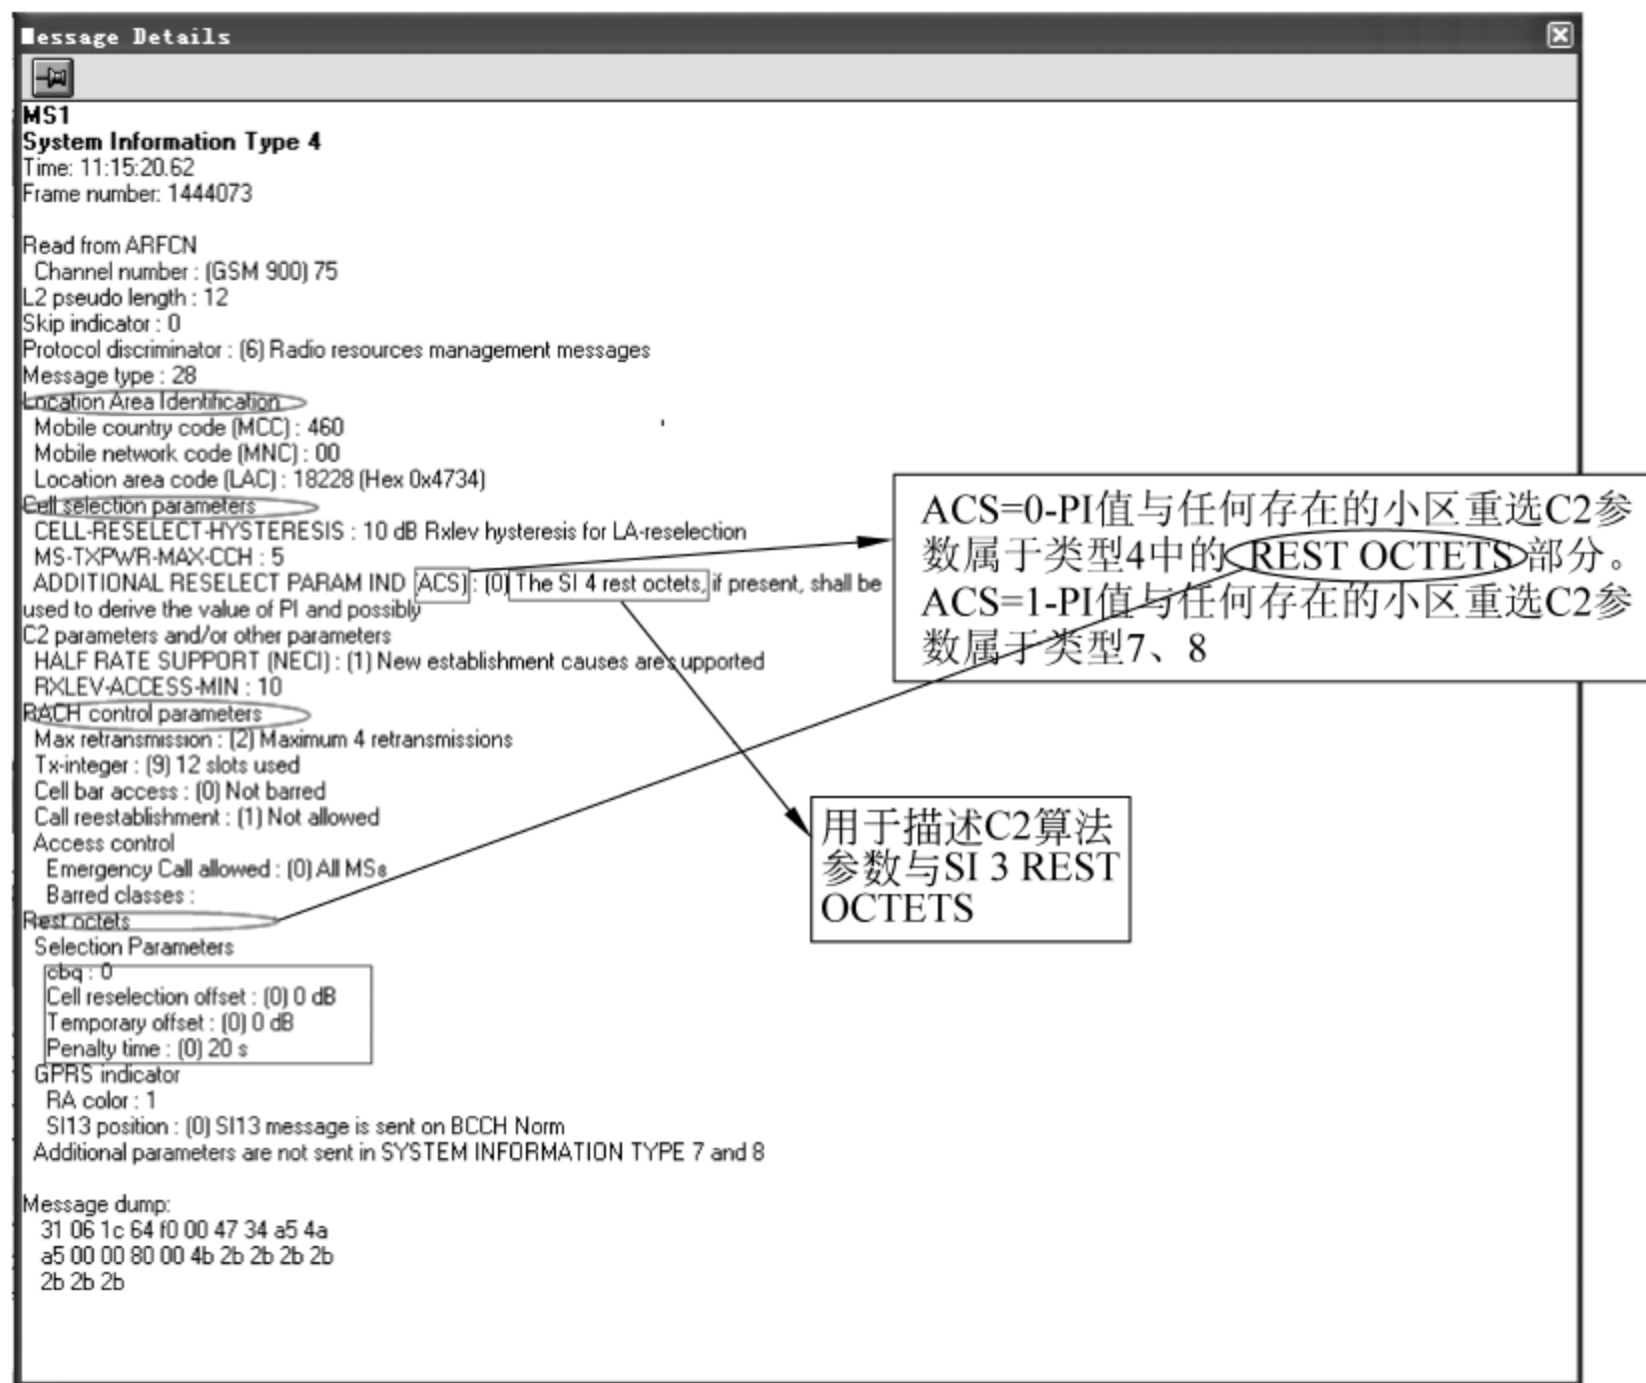 Message Details
MS1
System Information Type 4
Time: 11:15:20.62
Frame number: 1444073
Read from ARFCN
Channel number : (GSM 900) 75
L2 pseudo length : 12
Skip indicator : 0
Protocol discriminator : (6) Radio resources management messages
Message type : 28
Location Area Identification
Mobile country code (MCC) : 460
Mobile network code (MNC) : 00
Location area code (LAC) : 18228 (Hex 0x4734)
Cell selection parameters
CELL-RESELECT-HYSTERESIS : 10 dB Rxlev hysteresis for LA-reselection
MS-TXPWR-MAX-CCH : 5
ADDITIONAL RESELECT PARAM IND (ACS) : (0) The SI 4 rest octets, if present, shall be
used to derive the value of PI and possibly
C2 parameters and/or other parameters
HALF RATE SUPPORT (NECI) : (1) New establishment causes are supported
RXLEV-ACCESS-MIN : 10
RACH control parameters
Max retransmission : (2) Maximum 4 retransmissions
Tx-integer : (9) 12 slots used
Cell bar access : (0) Not barred
Call reestablishment : (1) Not allowed
Access control
Emergency Call allowed : (0) All MSs
Barred classes :
Rest octets
Selection Parameters
cbq : 0
Cell reselection offset : (0) 0 dB
Temporary offset : (0) 0 dB
Penalty time : (0) 20 s
GPRS indicator
RA color : 1
SI13 position : (0) SI13 message is sent on BCCH Norm
Additional parameters are not sent in SYSTEM INFORMATION TYPE 7 and 8
Message dump:
31 06 1c 64 f0 00 47 34 a5 4a
a5 00 00 80 00 4b 2b 2b 2b 2b
2b 2b 2b
ACS=0-PI值与任何存在的小区重选C2参
数属于类型4中的 REST OCTETS 部分。
ACS=1-PI值与任何存在的小区重选C2参
数属于类型7、8
用于描述C2算法
参数与SI 3 REST
OCTETS